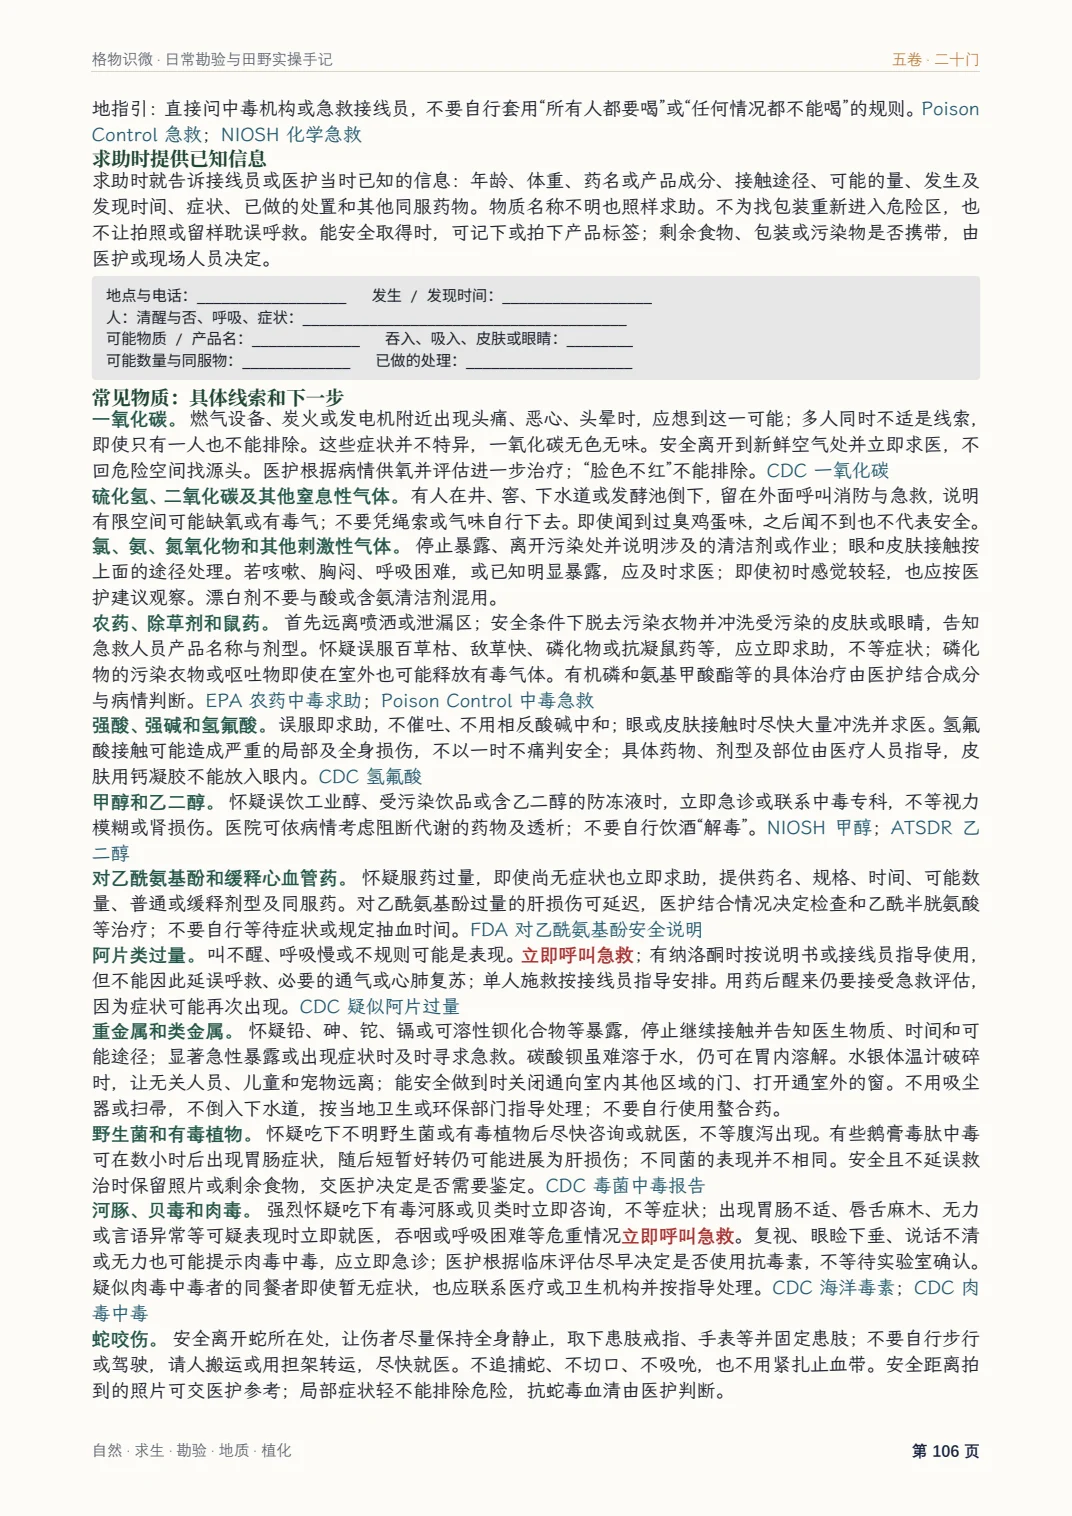 格物识微 · 日常勘验与田野实操手记
五卷 · 二十门
地指引：直接问中毒机构或急救接线员，不要自行套用“所有人都要喝”或“任何情况都不能喝”的规则。Poison
Control 急救；NIOSH 化学急救
求助时提供已知信息
求助时就告诉接线员或医护当时已知的信息：年龄、体重、药名或产品成分、接触途径、可能的量、发生及
发现时间、症状、已做的处置和其他同服药物。物质名称不明也照样求助。不为找包装重新进入危险区，也
不让拍照或留样耽误呼救。能安全取得时，可记下或拍下产品标签；剩余食物、包装或污染物是否携带，由
医护或现场人员决定。
地点与电话：__________________ 发生 / 发现时间：__________________
人：清醒与否、呼吸、症状：_______________________________________
可能物质 / 产品名：_____________ 吞入、吸入、皮肤或眼睛：________
可能数量与同服物：_____________ 已做的处理：____________________
常见物质：具体线索和下一步
一氧化碳。 燃气设备、炭火或发电机附近出现头痛、恶心、头晕时，应想到这一可能；多人同时不适是线索，
即使只有一人也不能排除。这些症状并不特异，一氧化碳无色无味。安全离开到新鲜空气处并立即求医，不
回危险空间找源头。医护根据病情供氧并评估进一步治疗；“脸色不红”不能排除。CDC 一氧化碳
硫化氢、二氧化碳及其他窒息性气体。 有人在井、窖、下水道或发酵池倒下，留在外面呼叫消防与急救，说明
有限空间可能缺氧或有毒气；不要凭绳索或气味自行下去。即使闻到过臭鸡蛋味，之后闻不到也不代表安全。
氯、氨、氮氧化物和其他刺激性气体。 停止暴露、离开污染处并说明涉及的清洁剂或作业；眼和皮肤接触按
上面的途径处理。若咳嗽、胸闷、呼吸困难，或已知明显暴露，应及时求医；即使初时感觉较轻，也应按医
护建议观察。漂白剂不要与酸或含氨清洁剂混用。
农药、除草剂和鼠药。 首先远离喷洒或泄漏区；安全条件下脱去污染衣物并冲洗受污染的皮肤或眼睛，告知
急救人员产品名称与剂型。怀疑误服百草枯、敌草快、磷化物或抗凝鼠药等，应立即求助，不等症状；磷化
物的污染衣物或呕吐物即使在室外也可能释放有毒气体。有机磷和氨基甲酸酯等的具体治疗由医护结合成分
与病情判断。EPA 农药中毒求助；Poison Control 中毒急救
强酸、强碱和氢氟酸。 误服即求助，不催吐、不用相反酸碱中和；眼或皮肤接触时尽快大量冲洗并求医。氢氟
酸接触可能造成严重的局部及全身损伤，不以一时不痛判安全；具体药物、剂型及部位由医疗人员指导，皮
肤用钙凝胶不能放入眼内。CDC 氢氟酸
甲醇和乙二醇。 怀疑误饮工业醇、受污染饮品或含乙二醇的防冻液时，立即急诊或联系中毒专科，不等视力
模糊或肾损伤。医院可依病情考虑阻断代谢的药物及透析；不要自行饮酒“解毒”。NIOSH 甲醇；ATSDR 乙
二醇
对乙酰氨基酚和缓释心血管药。 怀疑服药过量，即使尚无症状也立即求助，提供药名、规格、时间、可能数
量、普通或缓释剂型及同服药。对乙酰氨基酚过量的肝损伤可延迟，医护结合情况决定检查和乙酰半胱氨酸
等治疗；不要自行等待症状或规定抽血时间。FDA 对乙酰氨基酚安全说明
阿片类过量。 叫不醒、呼吸慢或不规则可能是表现。立即呼叫急救；有纳洛酮时按说明书或接线员指导使用，
但不能因此延误呼救、必要的通气或心肺复苏；单人施救按接线员指导安排。用药后醒来仍要接受急救评估，
因为症状可能再次出现。CDC 疑似阿片过量
重金属和类金属。 怀疑铅、砷、铊、镉或可溶性钡化合物等暴露，停止继续接触并告知医生物质、时间和可
能途径；显著急性暴露或出现症状时及时寻求急救。碳酸钡虽难溶于水，仍可在胃内溶解。水银体温计破碎
时，让无关人员、儿童和宠物远离；能安全做到时关闭通向室内其他区域的门、打开通室外的窗。不用吸尘
器或扫帚，不倒入下水道，按当地卫生或环保部门指导处理；不要自行使用螯合药。
野生菌和有毒植物。 怀疑吃下不明野生菌或有毒植物后尽快咨询或就医，不等腹泻出现。有些鹅膏毒肽中毒
可在数小时后出现胃肠症状，随后短暂好转仍可能进展为肝损伤；不同菌的表现并不相同。安全且不延误救
治时保留照片或剩余食物，交医护决定是否需要鉴定。CDC 毒菌中毒报告
河豚、贝毒和肉毒。 强烈怀疑吃下有毒河豚或贝类时立即咨询，不等症状；出现胃肠不适、唇舌麻木、无力
或言语异常等可疑表现时立即就医，吞咽或呼吸困难等危重情况立即呼叫急救。复视、眼睑下垂、说话不清
或无力也可能提示肉毒中毒，应立即急诊；医护根据临床评估尽早决定是否使用抗毒素，不等待实验室确认。
疑似肉毒中毒者的同餐者即使暂无症状，也应联系医疗或卫生机构并按指导处理。CDC 海洋毒素；CDC 肉
毒中毒
蛇咬伤。 安全离开蛇所在处，让伤者尽量保持全身静止，取下患肢戒指、手表等并固定患肢；不要自行步行
或驾驶，请人搬运或用担架转运，尽快就医。不追捕蛇、不切口、不吸吮，也不用紧扎止血带。安全距离拍
到的照片可交医护参考；局部症状轻不能排除危险，抗蛇毒血清由医护判断。
自然 · 求生 · 勘验 · 地质 · 植化
第 106 页